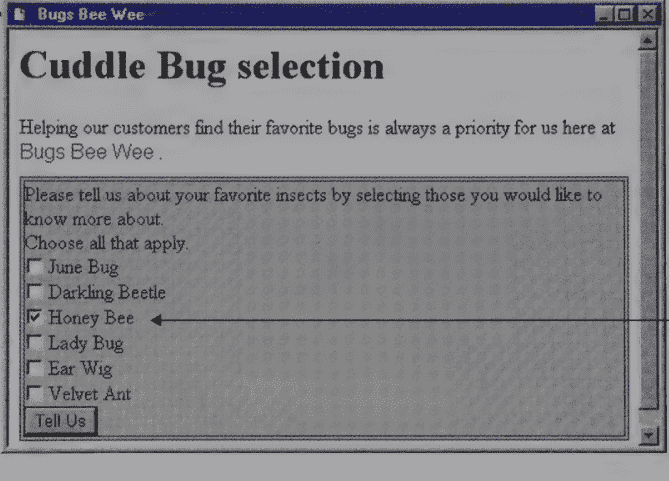 Bugs Bee Wee
Cuddle Bug selection
Helping our customers find their favorite bugs is always a priority for us here at
Bugs Bee Wee .
Please tell us about your favorite insects by selecting those you would like to
know more about.
Choose all that apply.
June Bug
Darkling Beetle
Honey Bee
Lady Bug
Ear Wig
Velvet Ant
Tell Us